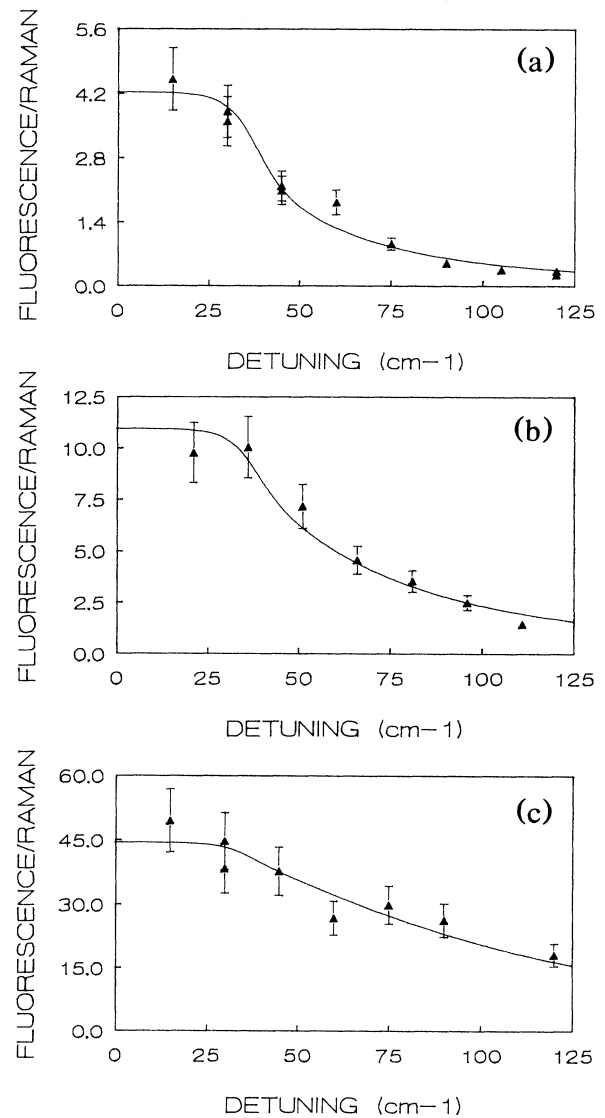 FLUORESCENCE/RAMAN
(a)
5.6
4.2
2.8
1.4
0.0
0 25 50 75 100 125
DETUNING (cm-1)
FLUORESCENCE/RAMAN
(b)
12.5
10.0
7.5
5.0
2.5
0.0
0 25 50 75 100 125
DETUNING (cm-1)
FLUORESCENCE/RAMAN
(c)
60.0
45.0
30.0
15.0
0.0
0 25 50 75 100 125
DETUNING (cm-1)